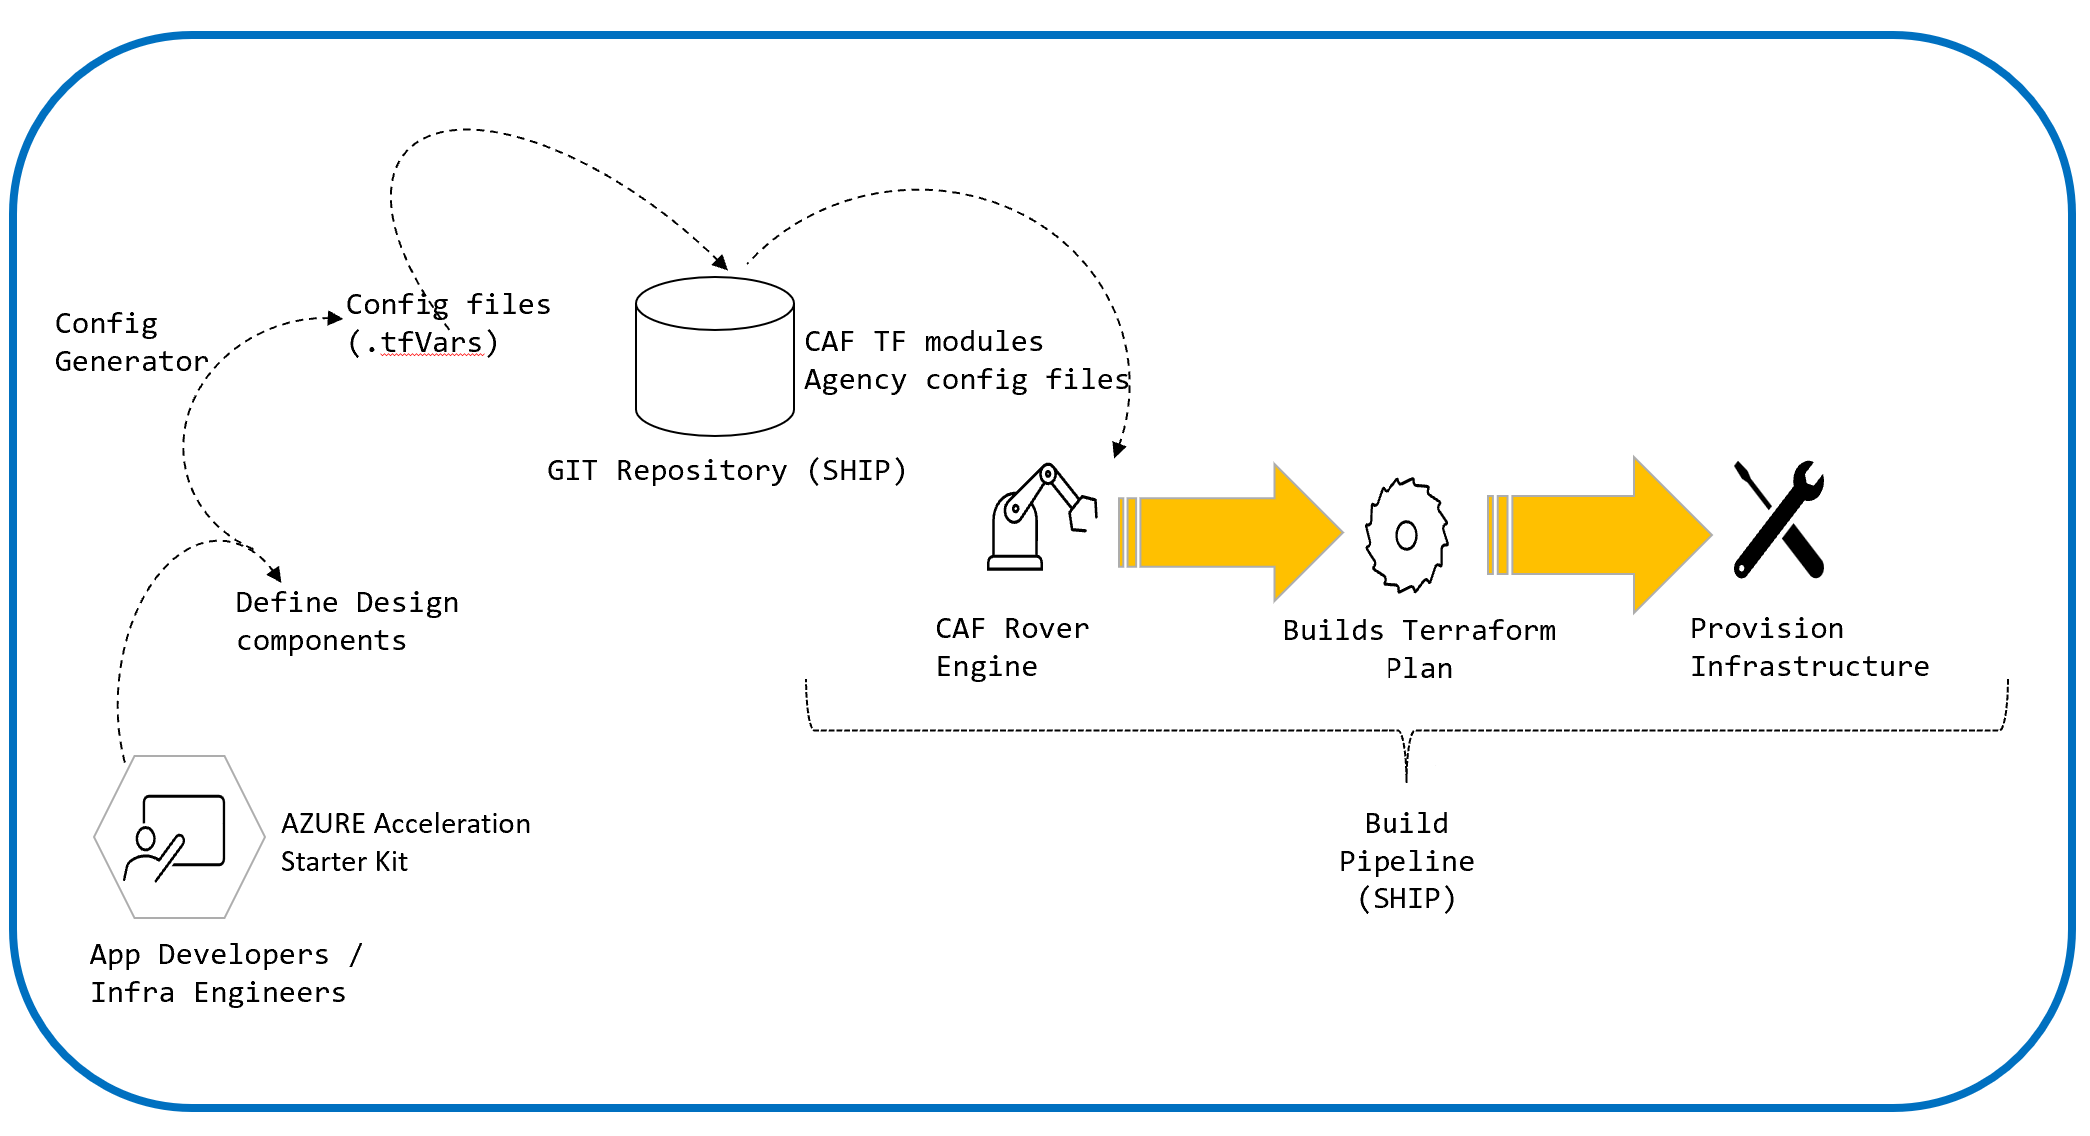 Config
Generator
Config files
(.tfVars)
CAF TF modules
Agency config files
GIT Repository (SHIP)
Define Design
components
CAF Rover
Engine
Builds Terraform
Plan
Provision
Infrastructure
AZURE Acceleration
Starter Kit
Build
Pipeline
(SHIP)
App Developers /
Infra Engineers